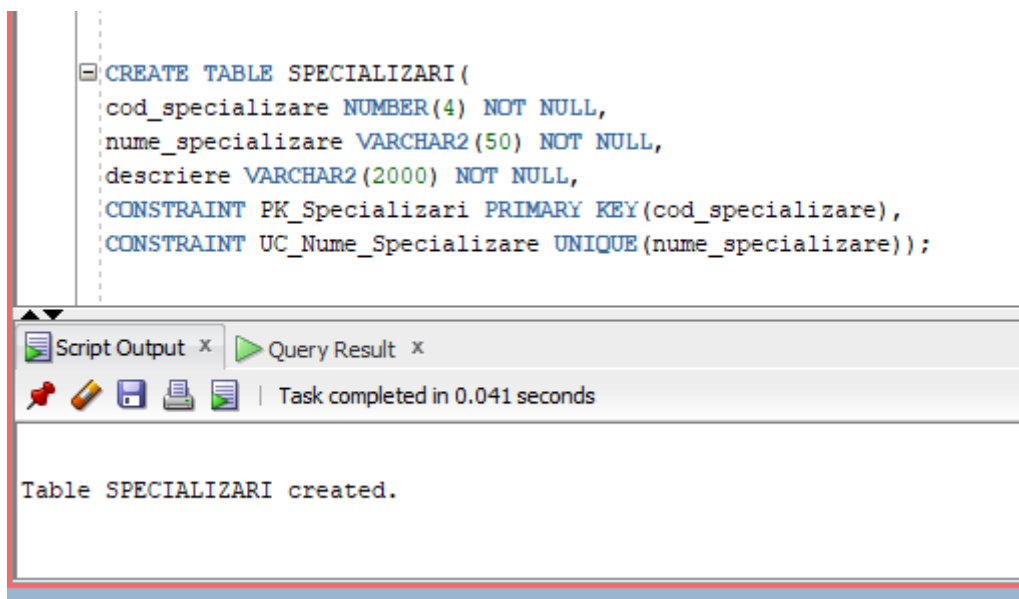 CREATE TABLE SPECIALIZARI(
cod_specializare NUMBER(4) NOT NULL,
nume_specializare VARCHAR2(50) NOT NULL,
descriere VARCHAR2(2000) NOT NULL,
CONSTRAINT PK_Specializari PRIMARY KEY(cod_specializare),
CONSTRAINT UC_Nume_Specializare UNIQUE(nume_specializare));
Script Output x Query Result x
Task completed in 0.041 seconds
Table SPECIALIZARI created.